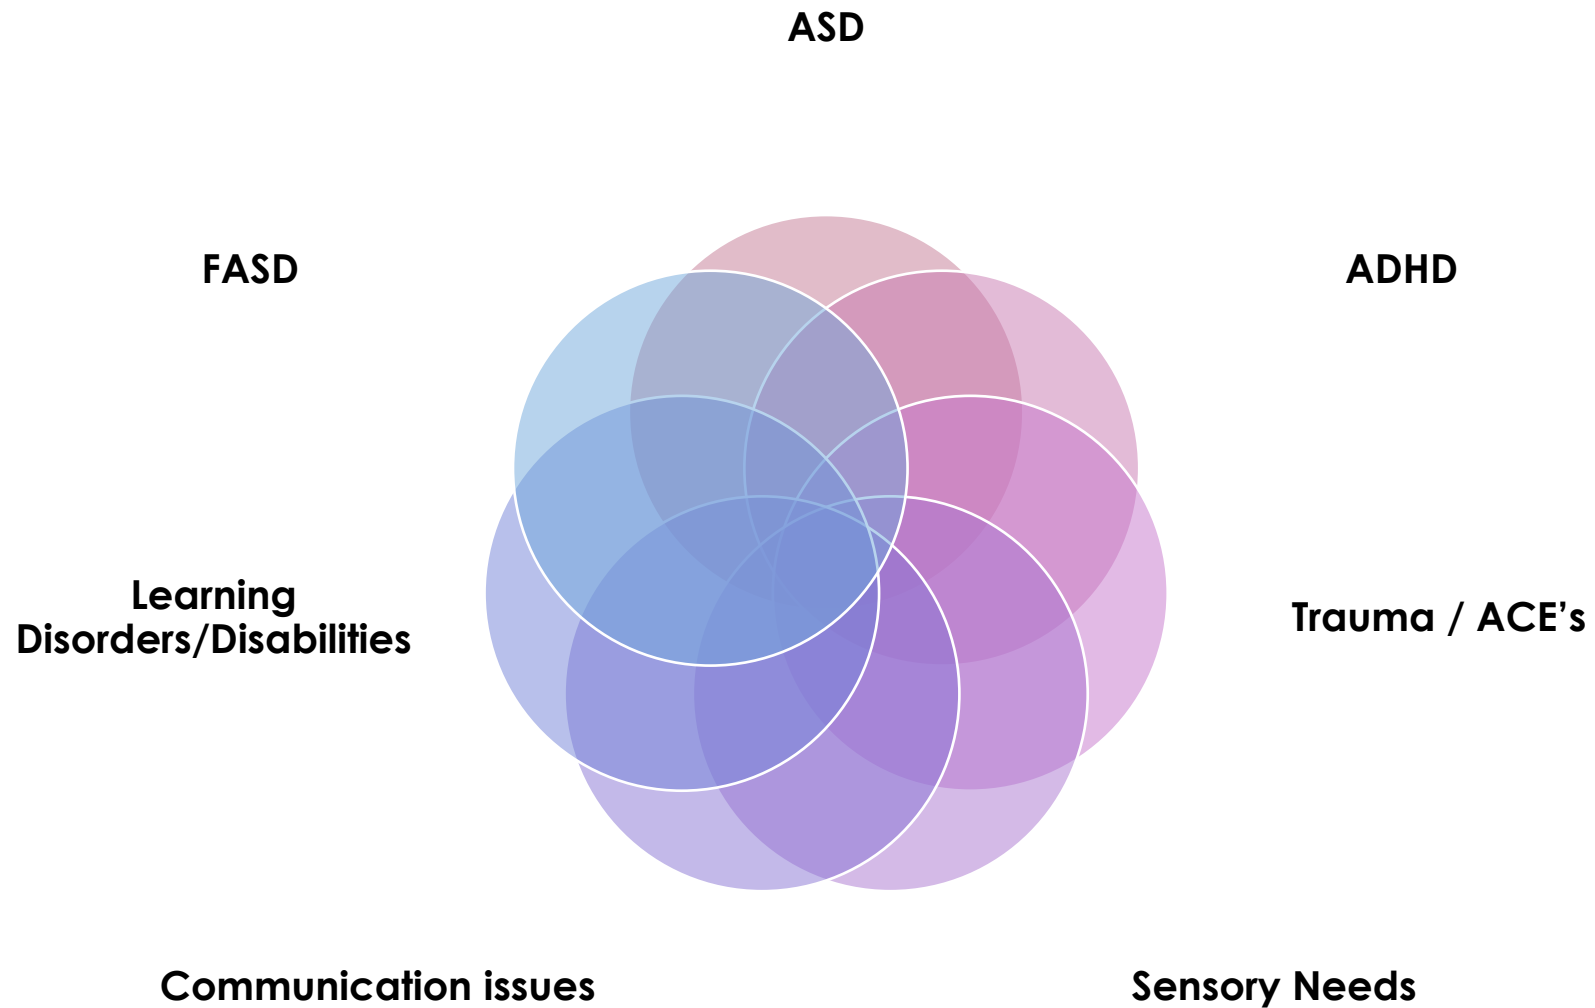 ASD
FASD
ADHD
Learning
Disorders/Disabilities
Trauma / ACE’s
Communication issues
Sensory Needs